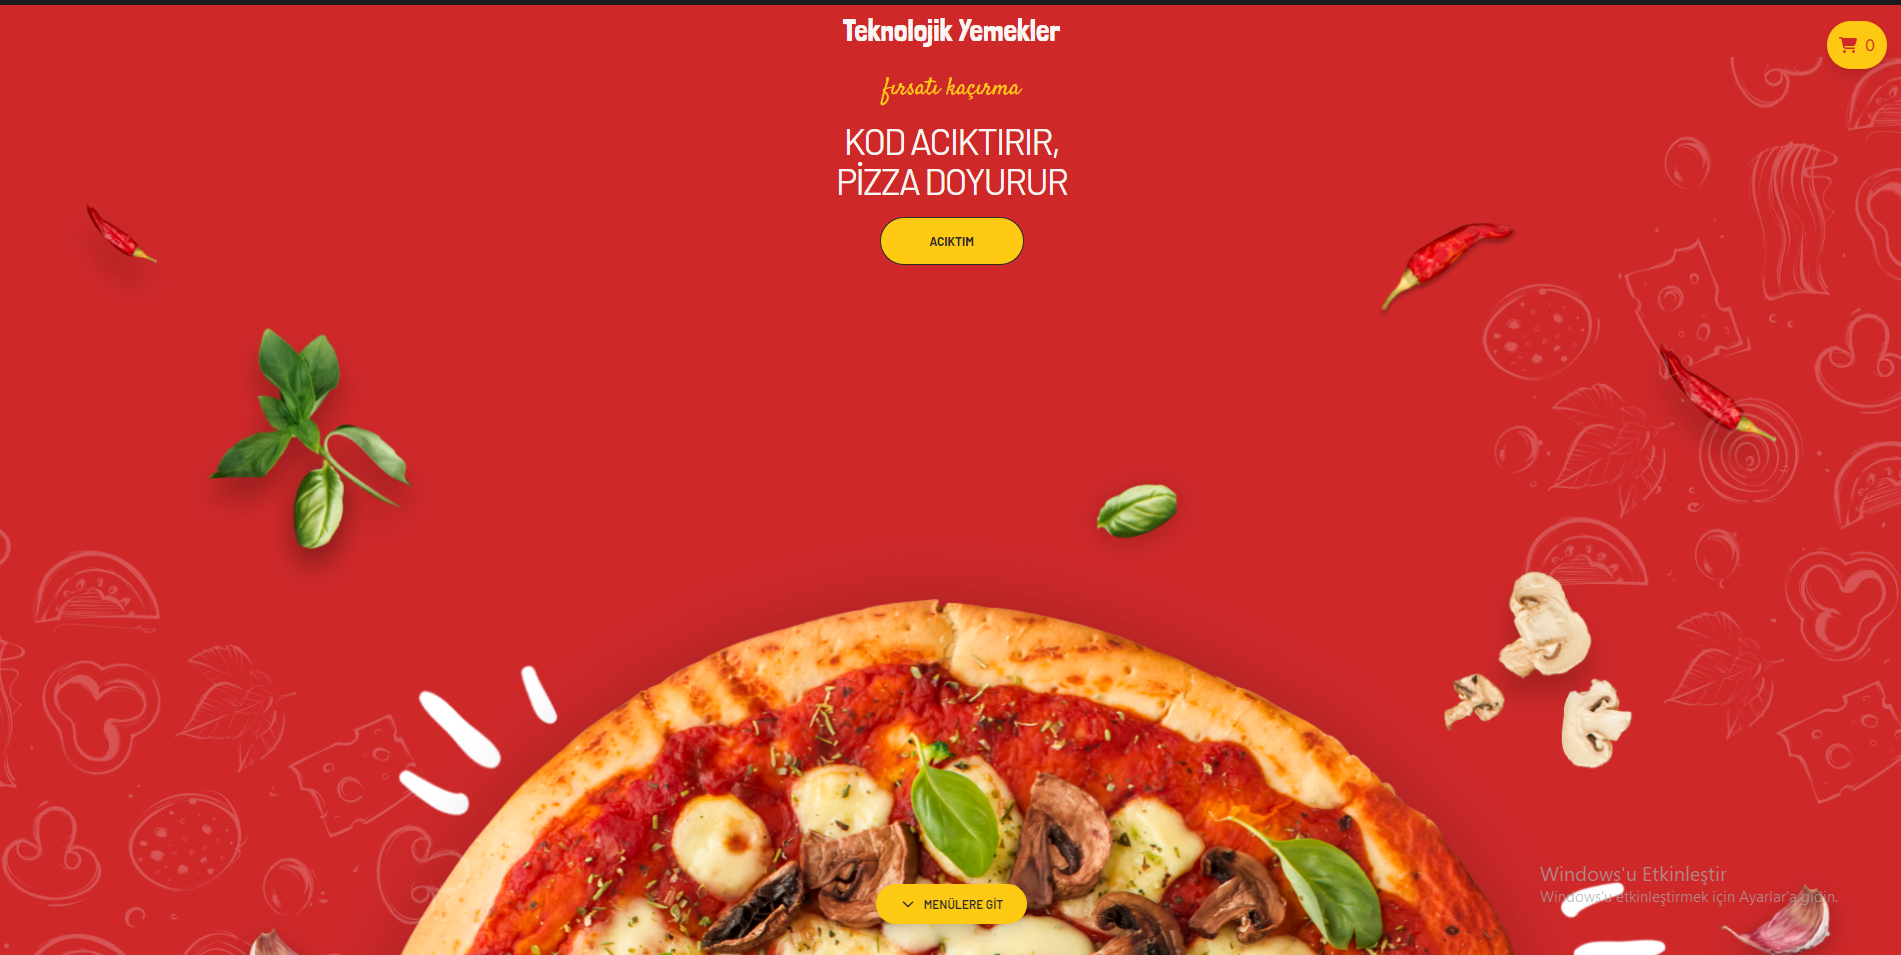 Teknolojik Yemekler
0
fırsatı kaçırma
KOD ACIKTIRIR,
PİZZA DOYURUR
ACIKTIM
MENÜLERE GİT
Windows'u Etkinleştir
Windows'u etkinleştirmek için Ayarlar'a gidin.